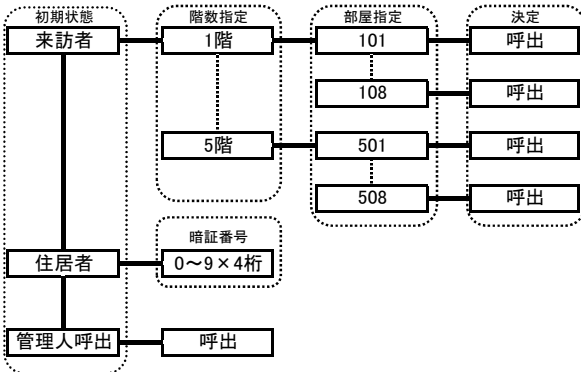 初期状態
階数指定
部屋指定
決定
来訪者
1階
101
呼出
108
呼出
5階
501
呼出
508
呼出
暗証番号
住居者
0～9×4桁
管理人呼出
呼出